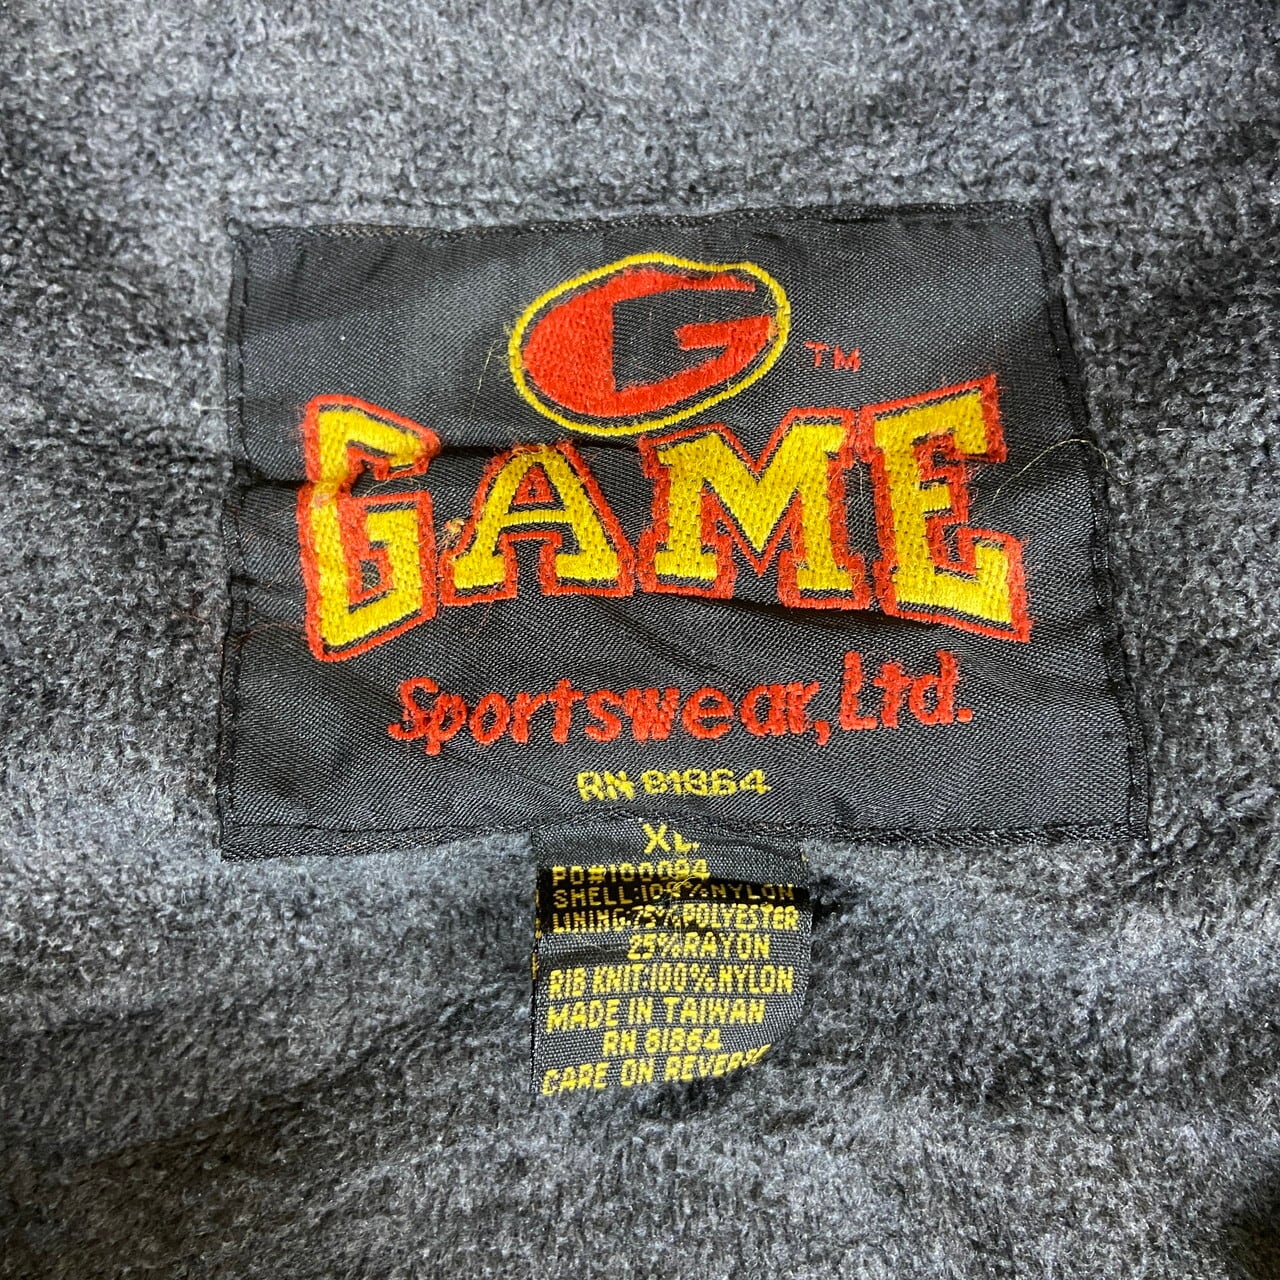 G TM
GAME
Sportswear, Ltd.
RN 81864
XL
PO#100094
SHELL:100%NYLON
LINING:75%POLYESTER
25%RAYON
RIB KNIT:100%NYLON
MADE IN TAIWAN
RN 81864
CARE ON REVERSE